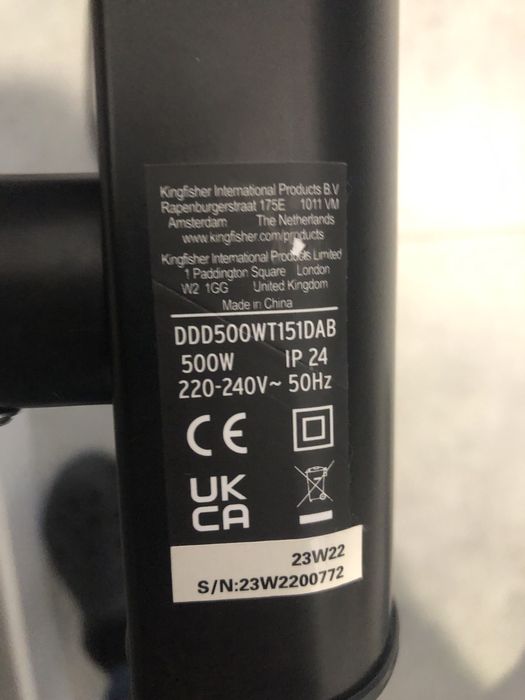 Kingfisher International Products B.V
Rapenburgerstraat 175E 1011 VM
Amsterdam The Netherlands
www.kingfisher.com/products
Kingfisher International Products Limited
1 Paddington Square London
W2 1GG United Kingdom
Made in China
DDD500WT151DAB
500W IP 24
220-240V~ 50Hz
CE
UK
CA
23W22
S/N:23W2200772